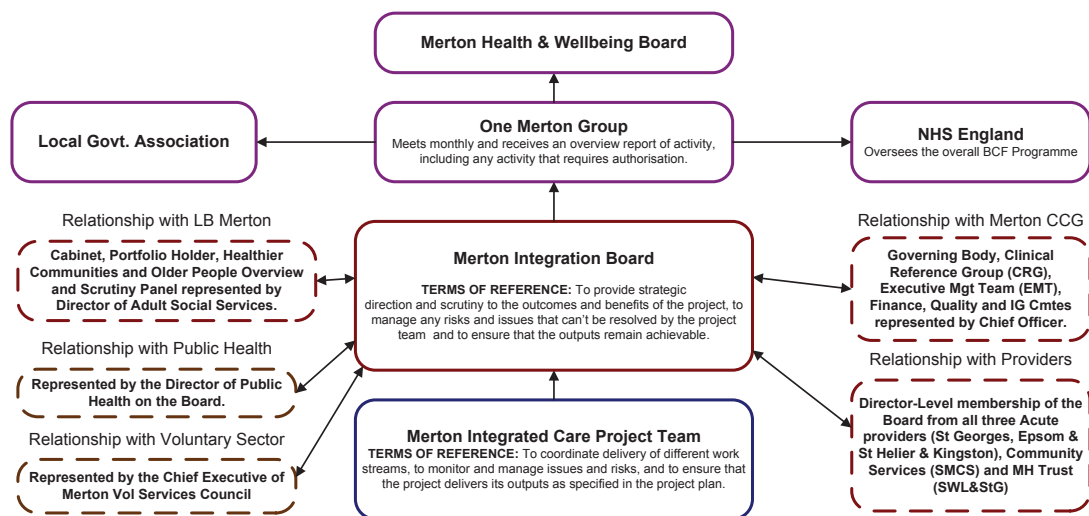 Merton Health & Wellbeing Board
Local Govt. Association
One Merton Group
Meets monthly and receives an overview report of activity,
including any activity that requires authorisation.
NHS England
Oversees the overall BCF Programme
Relationship with LB Merton
Cabinet, Portfolio Holder, Healthier
Communities and Older People Overview
and Scrutiny Panel represented by
Director of Adult Social Services.
Merton Integration Board
TERMS OF REFERENCE: To provide strategic
direction and scrutiny to the outcomes and benefits of the project, to
manage any risks and issues that can't be resolved by the project
team and to ensure that the outputs remain achievable.
Relationship with Merton CCG
Governing Body, Clinical
Reference Group (CRG),
Executive Mgt Team (EMT),
Finance, Quality and IG Cmtes
represented by Chief Officer.
Relationship with Public Health
Represented by the Director of Public
Health on the Board.
Relationship with Providers
Director-Level membership of the
Board from all three Acute
providers (St Georges, Epsom &
St Helier & Kingston), Community
Services (SMCS) and MH Trust
(SWL&StG)
Relationship with Voluntary Sector
Represented by the Chief Executive of
Merton Vol Services Council
Merton Integrated Care Project Team
TERMS OF REFERENCE: To coordinate delivery of different work
streams, to monitor and manage issues and risks, and to ensure that
the project delivers its outputs as specified in the project plan.